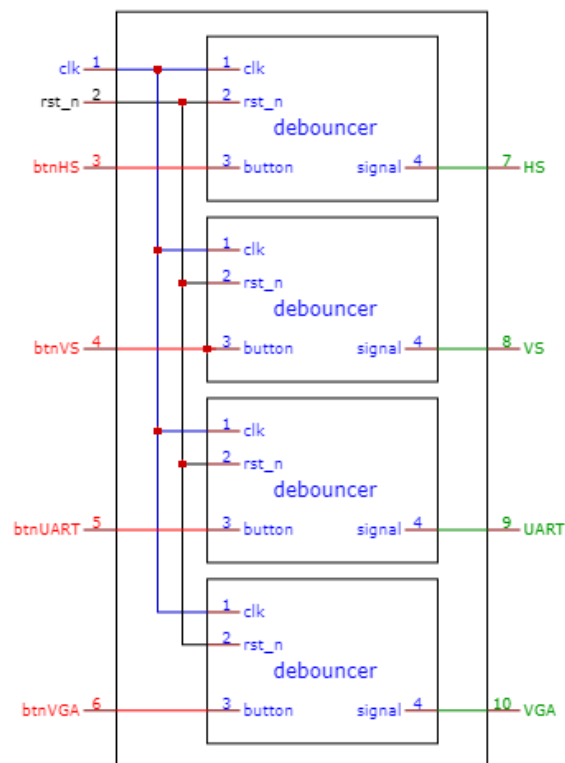 clk 1 1 clk
rst_n 2 2 rst_n
debouncer
btnHS 3 3 button signal 4 7 HS
1 clk
2 rst_n
debouncer
btnVS 4 3 button signal 4 8 VS
1 clk
2 rst_n
debouncer
btnUART 5 3 button signal 4 9 UART
1 clk
2 rst_n
debouncer
btnVGA 6 3 button signal 4 10 VGA